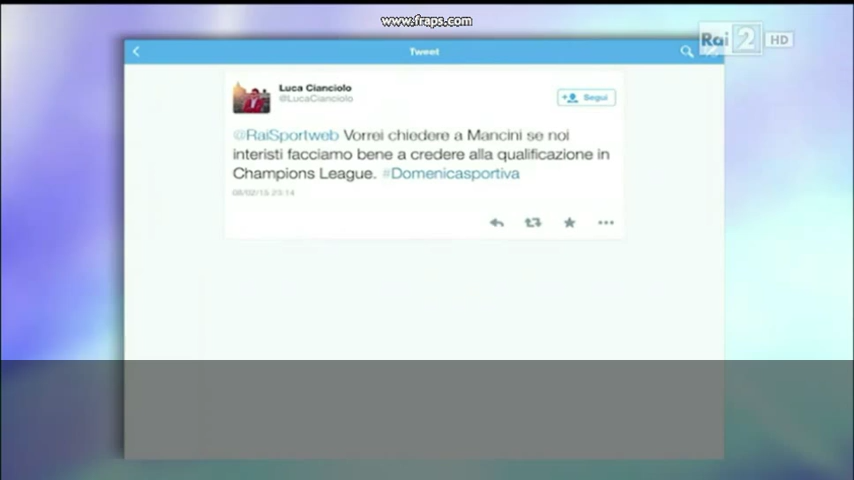 www.fraps.com
Rai 2 HD
Tweet
Luca Cianciolo
@LucaCianciolo
Segui
@RaiSportweb Vorrei chiedere a Mancini se noi
interisti facciamo bene a credere alla qualificazione in
Champions League. #Domenicasportiva
08/02/15 23:14